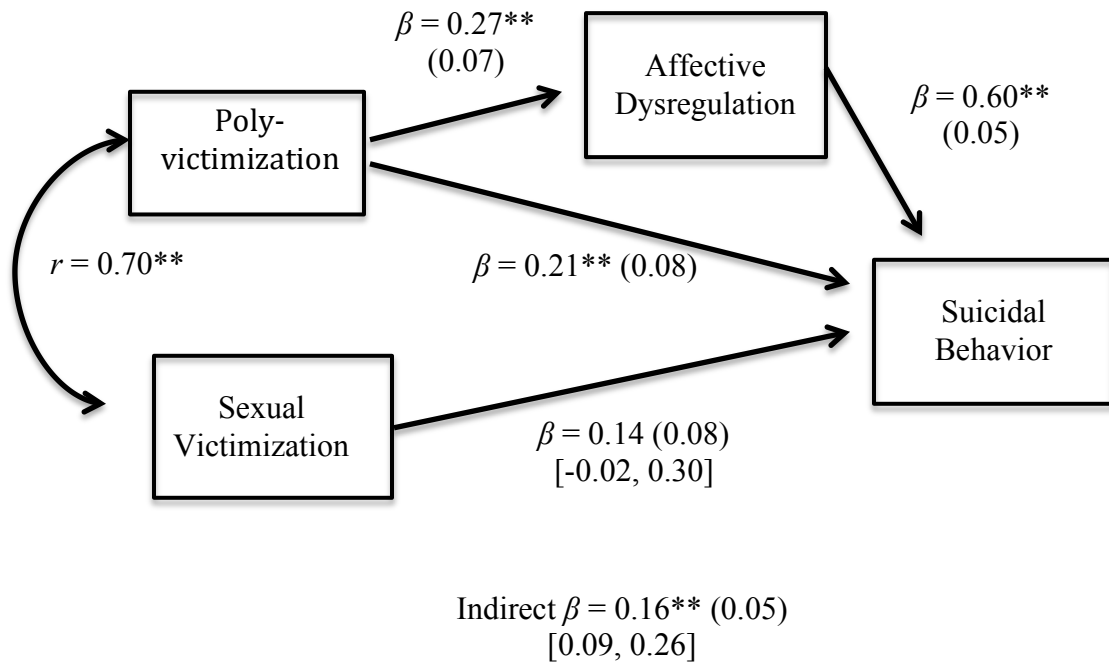 β = 0.27**
(0.07)
Affective
Dysregulation
β = 0.60**
(0.05)
Poly-
victimization
r = 0.70**
β = 0.21** (0.08)
Suicidal
Behavior
Sexual
Victimization
β = 0.14 (0.08)
[-0.02, 0.30]
Indirect β = 0.16** (0.05)
[0.09, 0.26]